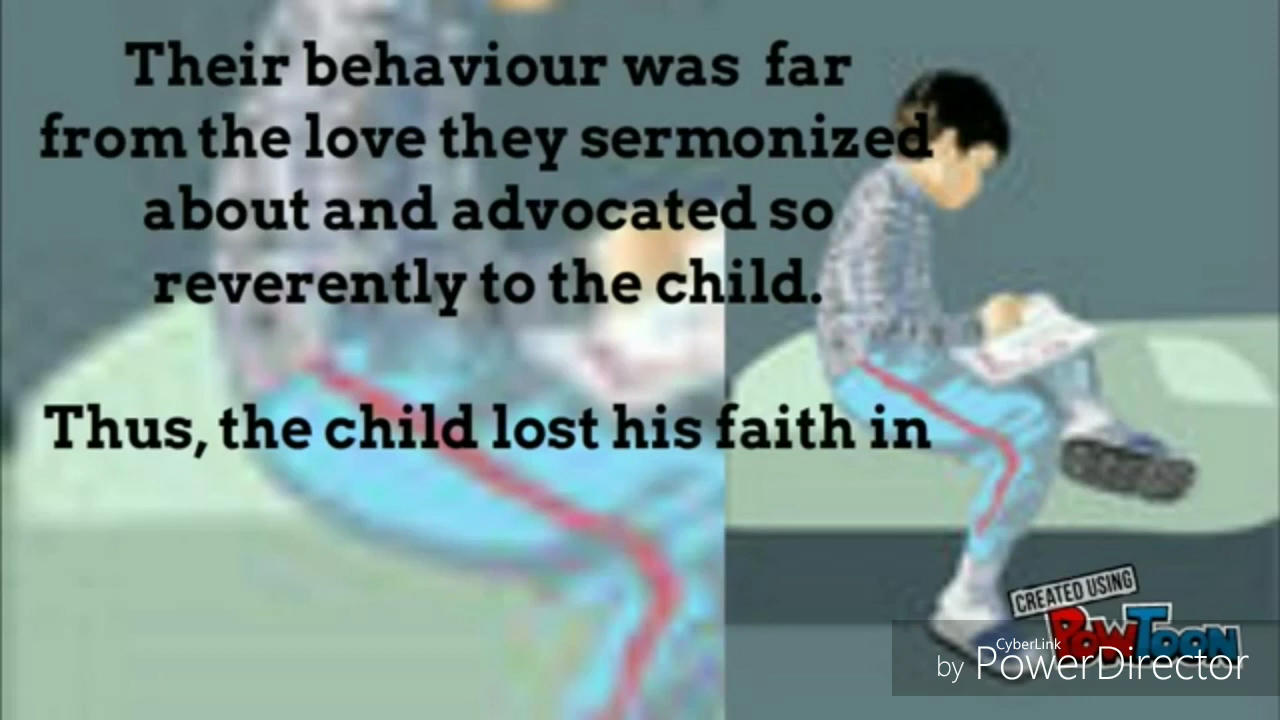 Their behaviour was far
from the love they sermonized
about and advocated so
reverently to the child.
Thus, the child lost his faith in
CREATED USING
POWTOON
CyberLink
by PowerDirector